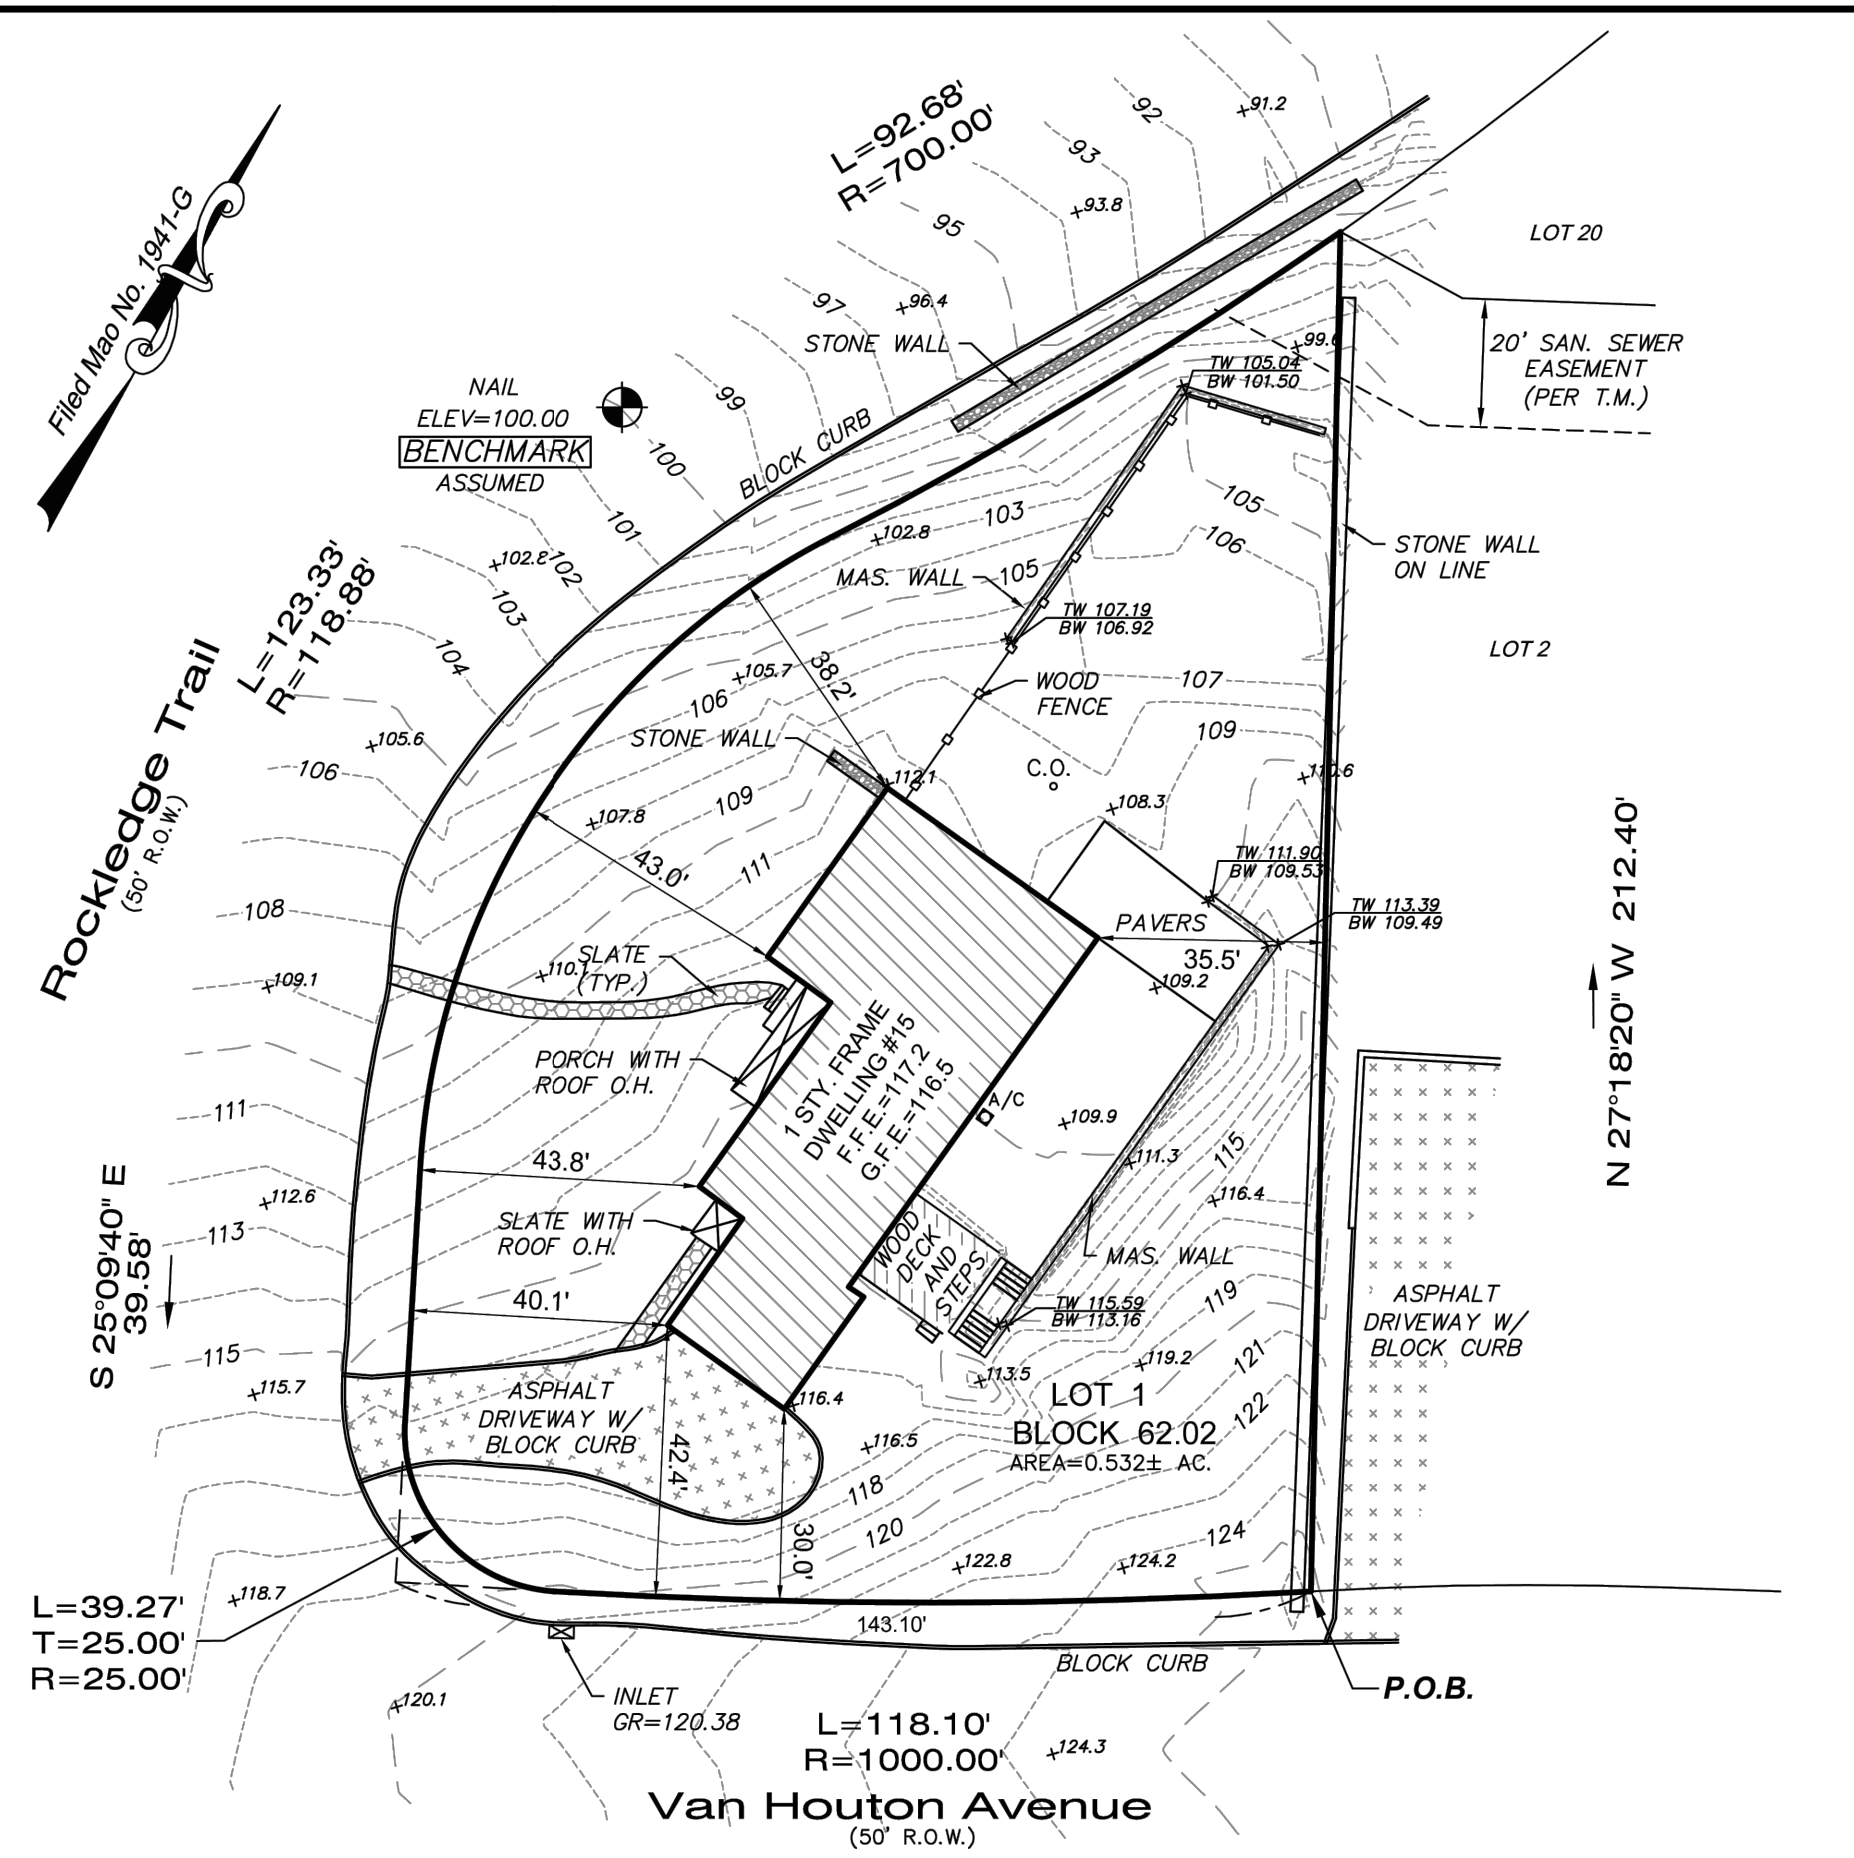 Filed Mao No. 1941-G
L=92.68'
R=700.00'
92
+91.2
93
+93.8
95
97
+96.4
99
LOT 20
20' SAN. SEWER
EASEMENT
(PER T.M.)
STONE WALL
NAIL
ELEV=100.00
BENCHMARK
ASSUMED
100
101
102
+102.8
103
104
BLOCK CURB
TW 105.04
BW 101.50
105
106
103
+102.8
MAS. WALL
105
STONE WALL
ON LINE
LOT 2
TW 107.19
BW 106.92
L=123.33'
R=118.88'
Rockledge Trail
(50' R.O.W.)
38.2'
+105.7
106
STONE WALL
WOOD
FENCE
107
109
C.O.
+105.6
106
+112.1
+108.3
109
+107.8
43.0'
111
TW 111.90
BW 109.53
TW 113.39
BW 109.49
PAVERS
35.5'
+109.2
108
+109.1
SLATE
(TYP.)
N 27°18'20" W 212.40'
1 STY. FRAME
DWELLING #15
F.F.E.=117.2
G.F.E.=116.5
PORCH WITH
ROOF O.H.
A/C
+109.9
+111.3
115
+116.4
111
+112.6
113
43.8'
SLATE WITH
ROOF O.H.
WOOD
DECK
AND
STEPS
MAS. WALL
S 25°09'40" E
39.58'
40.1'
TW 115.59
BW 113.16
119
ASPHALT
DRIVEWAY W/
BLOCK CURB
115
+115.7
ASPHALT
DRIVEWAY W/
BLOCK CURB
+116.4
+113.5
+119.2
121
122
LOT 1
BLOCK 62.02
AREA=0.532± AC.
+116.5
42.4'
118
120
30.0'
+122.8
+124.2
124
L=39.27'
T=25.00'
R=25.00'
+118.7
143.10'
BLOCK CURB
P.O.B.
+120.1
INLET
GR=120.38
L=118.10'
R=1000.00'
+124.3
Van Houton Avenue
(50' R.O.W.)